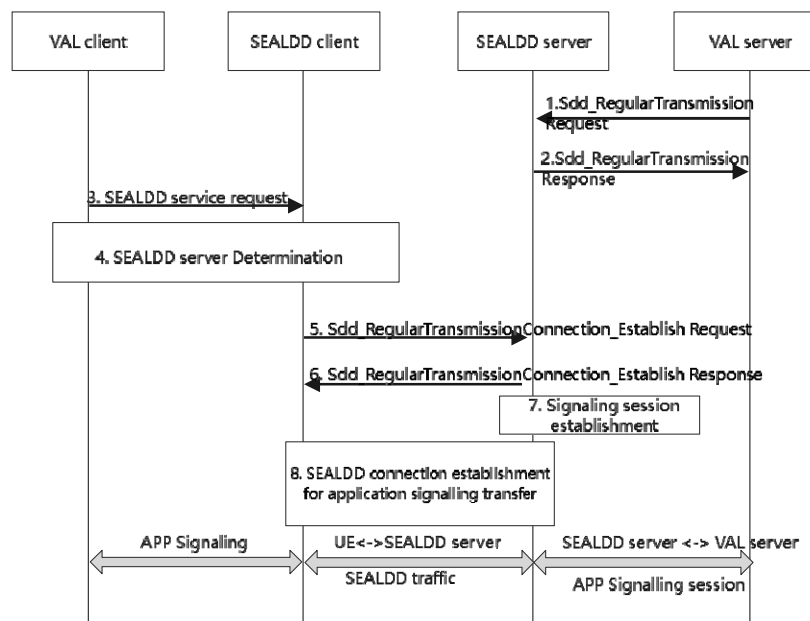 VAL client
SEALDD client
SEALDD server
VAL server
1.Sdd_RegularTransmission
Request
2.Sdd_RegularTransmission
Response
3. SEALDD service request
4. SEALDD server Determination
5. Sdd_RegularTransmissionConnection_Establish Request
6. Sdd_RegularTransmissionConnection_Establish Response
7. Signaling session
establishment
8. SEALDD connection establishment
for application signalling transfer
APP Signaling
UE<->SEALDD server
SEALDD server <-> VAL server
SEALDD traffic
APP Signalling session